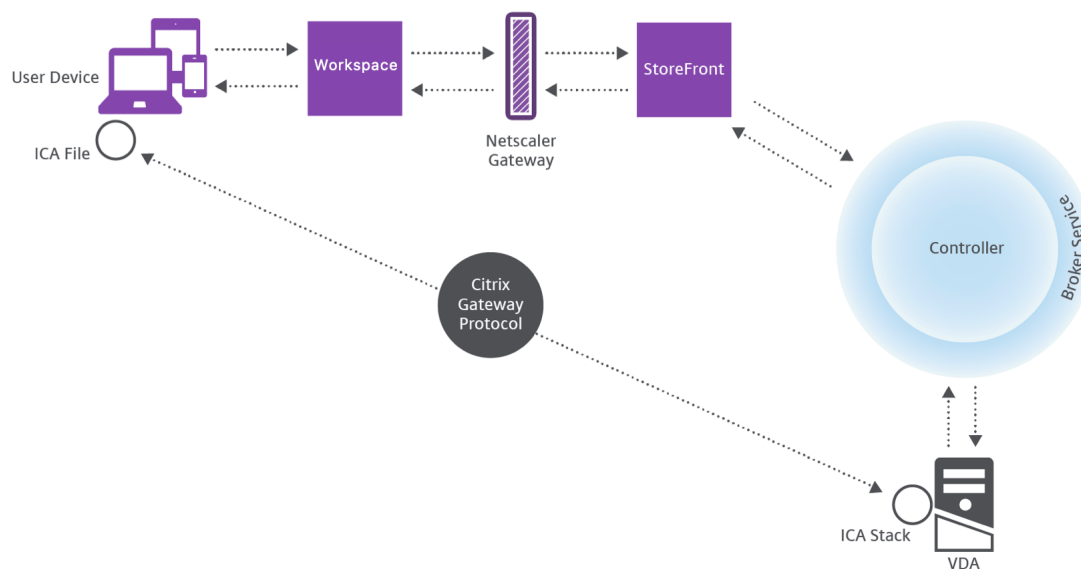 User Device
Workspace
StoreFront
Netscaler
Gateway
ICA File
Controller
Broker Service
Citrix
Gateway
Protocol
ICA Stack
VDA